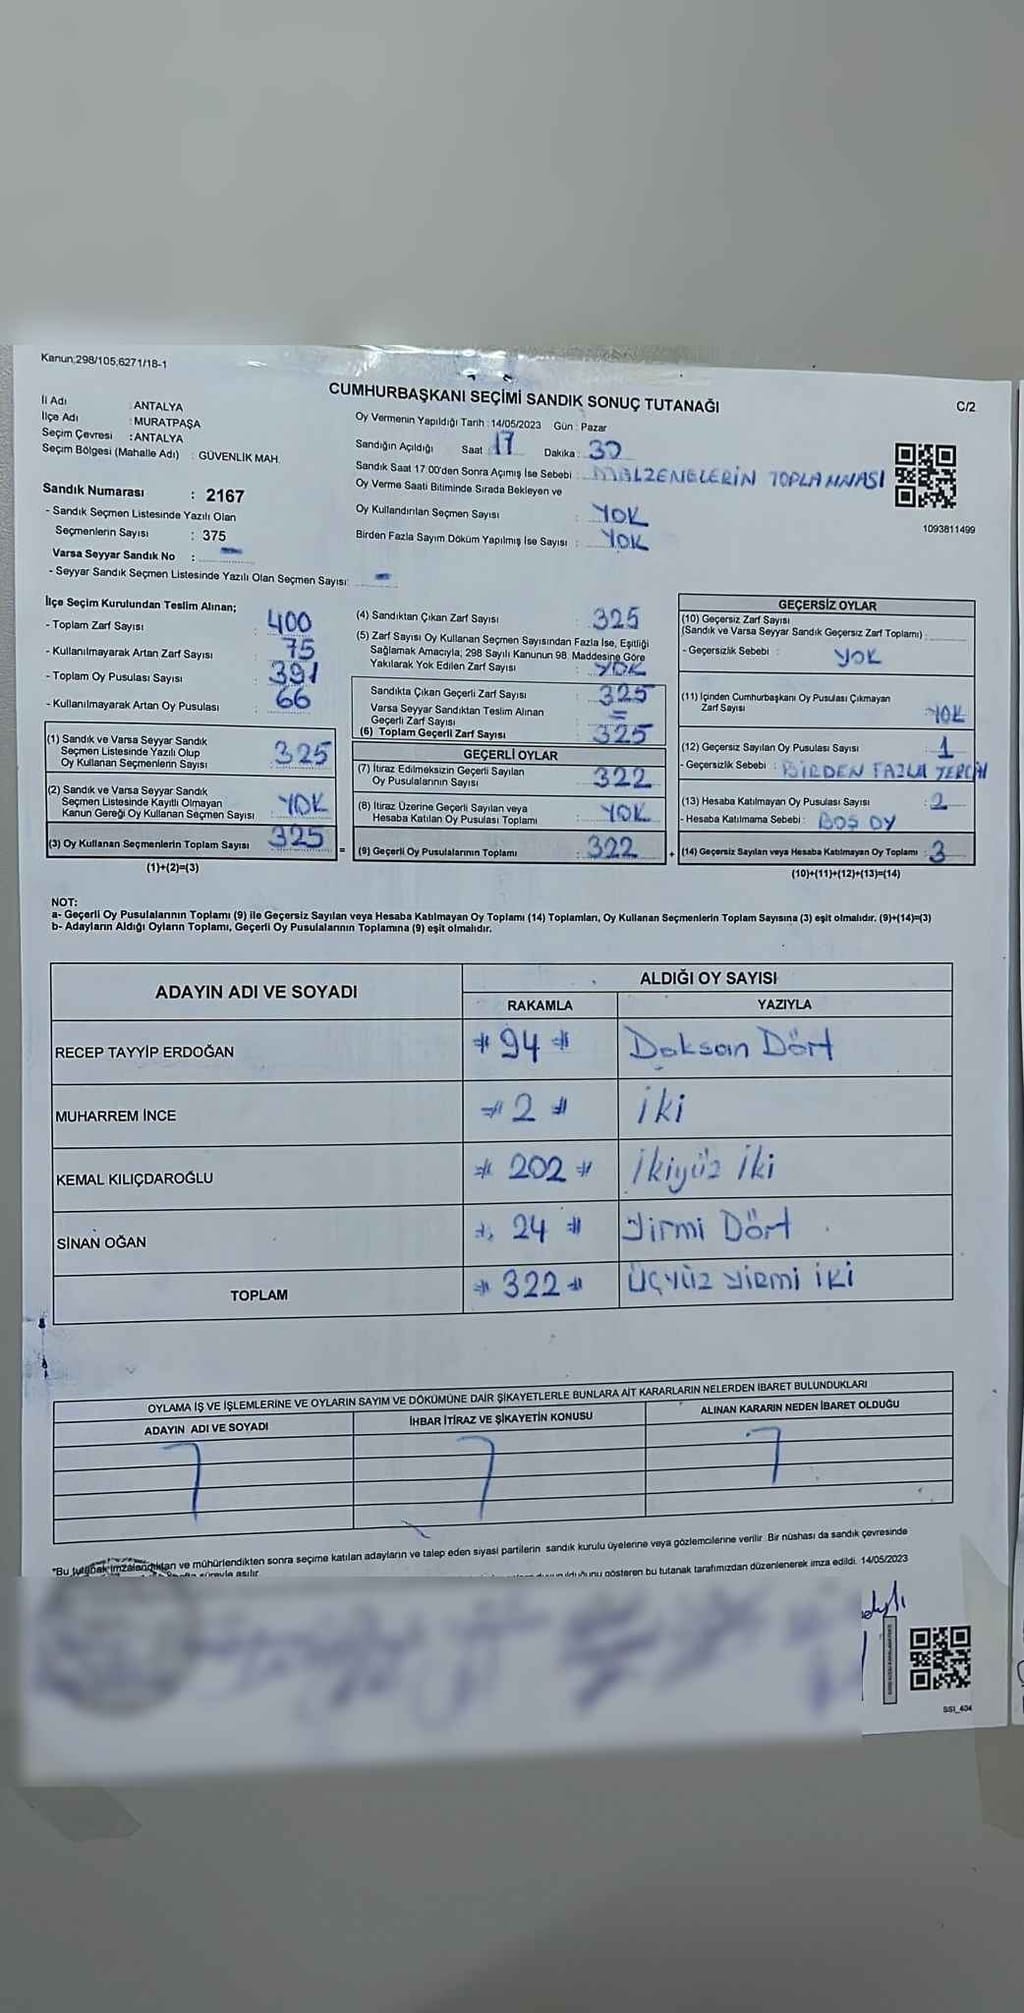 Kanun:298/105,6271/18-1
CUMHURBAŞKANI SEÇİMİ SANDIK SONUÇ TUTANAĞI
C/2
İl Adı : ANTALYA
İlçe Adı : MURATPAŞA
Seçim Çevresi : ANTALYA
Seçim Bölgesi (Mahalle Adı) : GÜVENLİK MAH.
Oy Vermenin Yapıldığı Tarih : 14/05/2023 Gün : Pazar
Sandığın Açıldığı Saat : 17 Dakika : 30
Sandık Saat 17:00'den Sonra Açımış İse Sebebi : MALZEMELERİN TOPLANMASI
Oy Verme Saati Bitiminde Sırada Bekleyen ve
Oy Kullandırılan Seçmen Sayısı : YOK
Birden Fazla Sayım Döküm Yapılmış İse Sayısı : YOK
1093811499
Sandık Numarası : 2167
- Sandık Seçmen Listesinde Yazılı Olan
Seçmenlerin Sayısı : 375
Varsa Seyyar Sandık No : -
- Seyyar Sandık Seçmen Listesinde Yazılı Olan Seçmen Sayısı: -
İlçe Seçim Kurulundan Teslim Alınan;
- Toplam Zarf Sayısı : 400
- Kullanılmayarak Artan Zarf Sayısı : 75
- Toplam Oy Pusulası Sayısı : 391
- Kullanılmayarak Artan Oy Pusulası : 66
(1) Sandık ve Varsa Seyyar Sandık
Seçmen Listesinde Yazılı Olup
Oy Kullanan Seçmenlerin Sayısı : 325
(2) Sandık ve Varsa Seyyar Sandık
Seçmen Listesinde Kayıtlı Olmayan
Kanun Gereği Oy Kullanan Seçmen Sayısı : YOK
(3) Oy Kullanan Seçmenlerin Toplam Sayısı : 325
(1)+(2)=(3)
(4) Sandıktan Çıkan Zarf Sayısı : 325
(5) Zarf Sayısı Oy Kullanan Seçmen Sayısından Fazla İse, Eşitliği
Sağlamak Amacıyla; 298 Sayılı Kanunun 98. Maddesine Göre
Yakılarak Yok Edilen Zarf Sayısı : YOK
Sandıkta Çıkan Geçerli Zarf Sayısı : 325
Varsa Seyyar Sandıktan Teslim Alınan
Geçerli Zarf Sayısı : =
(6) Toplam Geçerli Zarf Sayısı : 325
GEÇERLİ OYLAR
(7) İtiraz Edilmeksizin Geçerli Sayılan
Oy Pusulalarının Sayısı : 322
(8) İtiraz Üzerine Geçerli Sayılan veya
Hesaba Katılan Oy Pusulası Toplamı : YOK
(9) Geçerli Oy Pusulalarının Toplamı : 322
GEÇERSİZ OYLAR
(10) Geçersiz Zarf Sayısı
(Sandık ve Varsa Seyyar Sandık Geçersiz Zarf Toplamı) :
- Geçersizlik Sebebi : YOK
(11) İçinden Cumhurbaşkanı Oy Pusulası Çıkmayan
Zarf Sayısı : YOK
(12) Geçersiz Sayılan Oy Pusulası Sayısı : 1
- Geçersizlik Sebebi : BİRDEN FAZLA TERCİH
(13) Hesaba Katılmayan Oy Pusulası Sayısı : 2
- Hesaba Katılmama Sebebi : BOŞ OY
(14) Geçersiz Sayılan veya Hesaba Katılmayan Oy Toplamı : 3
(10)+(11)+(12)+(13)=(14)
NOT:
a- Geçerli Oy Pusulalarının Toplamı (9) ile Geçersiz Sayılan veya Hesaba Katılmayan Oy Toplamı (14) Toplamları, Oy Kullanan Seçmenlerin Toplam Sayısına (3) eşit olmalıdır. (9)+(14)=(3)
b- Adayların Aldığı Oyların Toplamı, Geçerli Oy Pusulalarının Toplamına (9) eşit olmalıdır.
ADAYIN ADI VE SOYADI ALDIĞI OY SAYISI
RAKAMLA YAZIYLA
RECEP TAYYİP ERDOĞAN # 94 # Doksan Dört
MUHARREM İNCE # 2 # iki
KEMAL KILIÇDAROĞLU # 202 # ikiyüz iki
SİNAN OĞAN # 24 # Yirmi Dört
TOPLAM # 322 # Üçyüz yirmi iki
OYLAMA İŞ VE İŞLEMLERİNE VE OYLARIN SAYIM VE DÖKÜMÜNE DAİR ŞİKAYETLERLE BUNLARA AİT KARARLARIN NELERDEN İBARET BULUNDUKLARI
ADAYIN ADI VE SOYADI İHBAR İTİRAZ VE ŞİKAYETİN KONUSU ALINAN KARARIN NEDEN İBARET OLDUĞU
*Bu tutanak imzalandıktan ve mühürlendikten sonra seçime katılan adayların ve talep eden siyasi partilerin sandık kurulu üyelerine veya gözlemcilerine verilir. Bir nüshası da sandık çevresinde
süreyle asılır. gösteren bu tutanak tarafımızdan düzenlenerek imza edildi. 14/05/2023
SSI_404